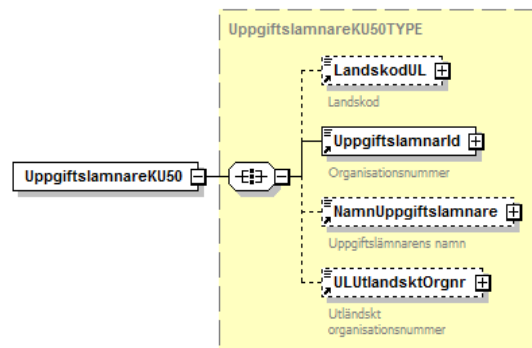 UppgiftslamnareKU50TYPE
LandskodUL
Landskod
UppgiftslamnarId
Organisationsnummer
UppgiftslamnareKU50
NamnUppgiftslamnare
Uppgiftslämnarens namn
ULUtlandsktOrgnr
Utländskt
organisationsnummer